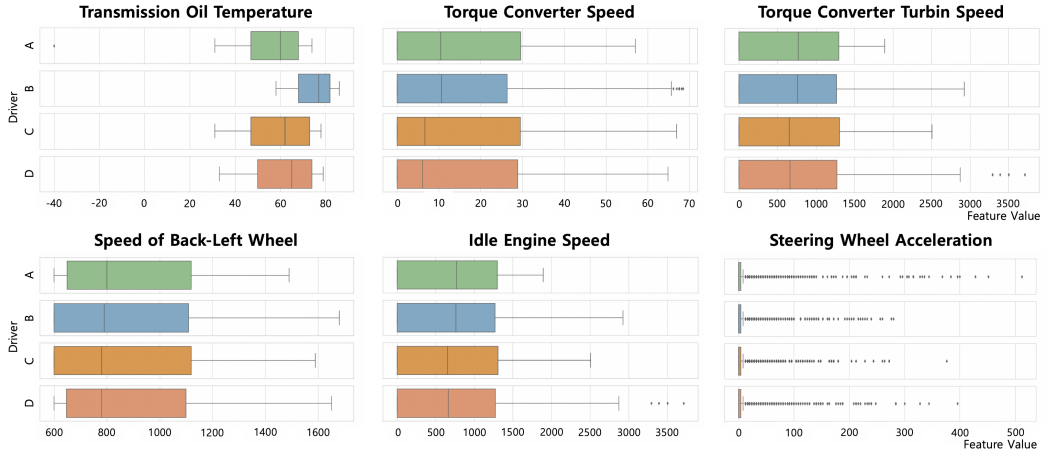 Transmission Oil Temperature
Torque Converter Speed
Torque Converter Turbin Speed
Driver
A
B
C
D
-40 -20 0 20 40 60 80
0 10 20 30 40 50 60 70
0 500 1000 1500 2000 2500 3000 3500
Feature Value
Speed of Back-Left Wheel
Idle Engine Speed
Steering Wheel Acceleration
Driver
A
B
C
D
600 800 1000 1200 1400 1600
0 500 1000 1500 2000 2500 3000 3500
0 100 200 300 400 500
Feature Value